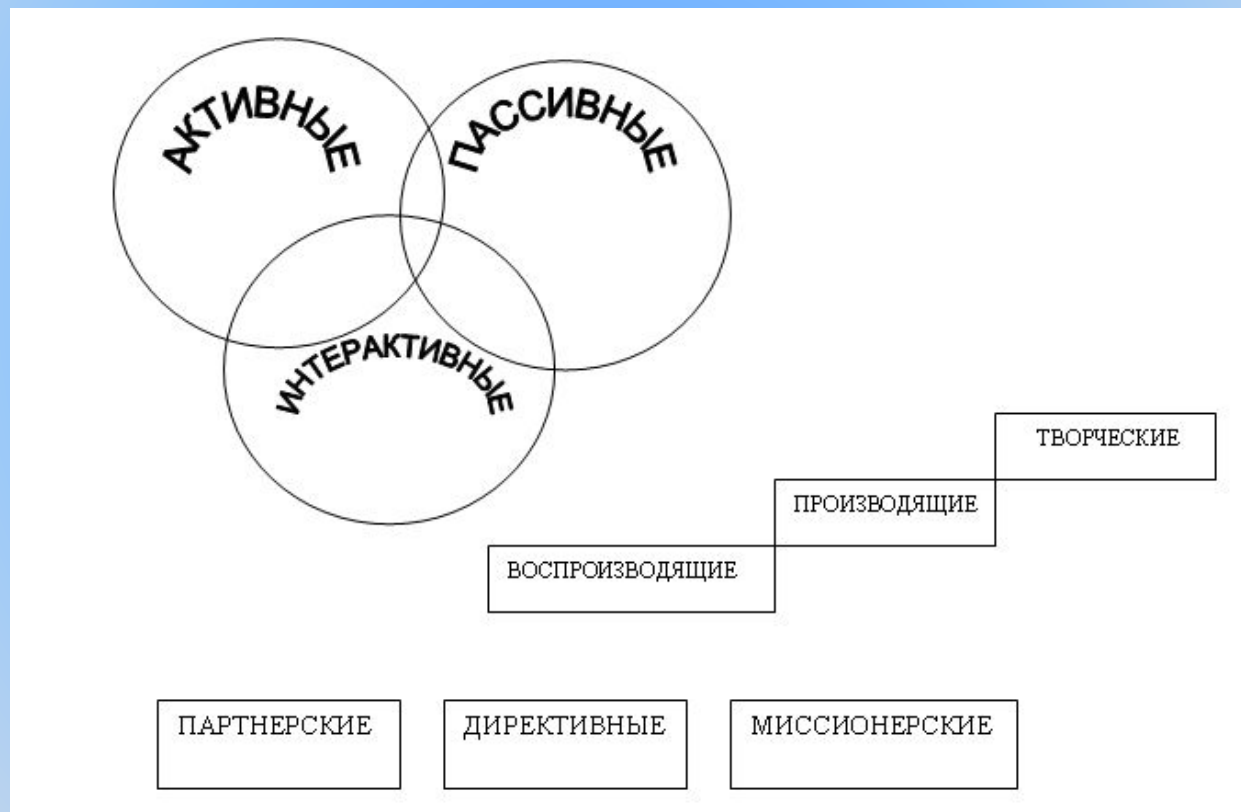 АКТИВНЫЕ
ПАССИВНЫЕ
ИНТЕРАКТИВНЫЕ
ТВОРЧЕСКИЕ
ПРОИЗВОДЯЩИЕ
ВОСПРОИЗВОДЯЩИЕ
ПАРТНЕРСКИЕ
ДИРЕКТИВНЫЕ
МИССИОНЕРСКИЕ